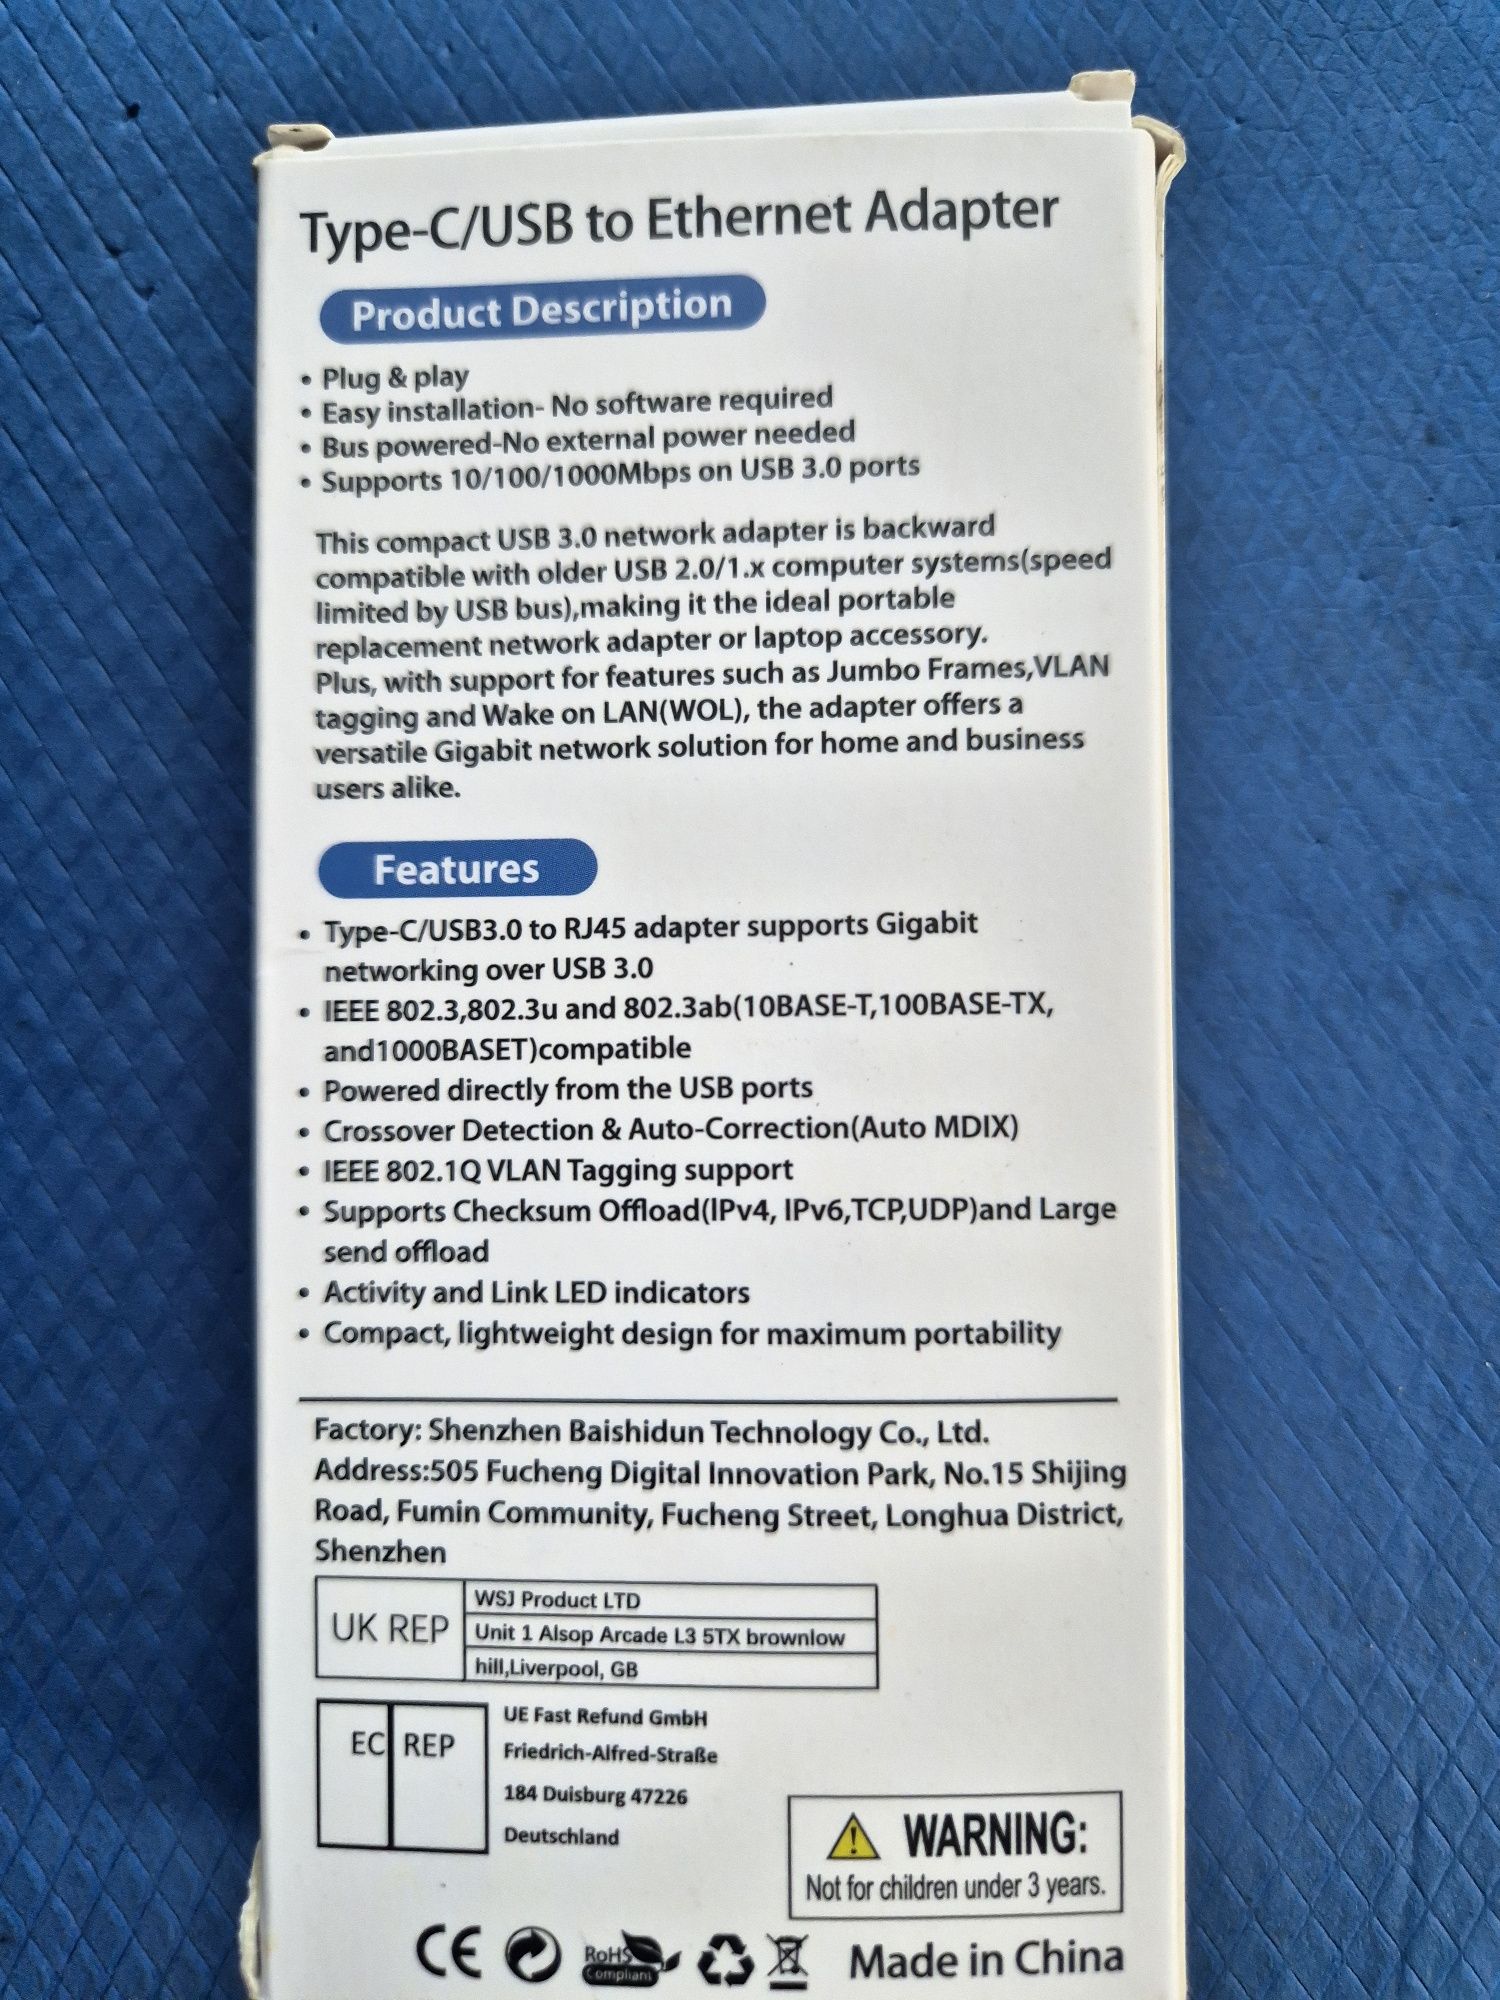 Type-C/USB to Ethernet Adapter
Product Description
• Plug & play
• Easy installation- No software required
• Bus powered-No external power needed
• Supports 10/100/1000Mbps on USB 3.0 ports
This compact USB 3.0 network adapter is backward
compatible with older USB 2.0/1.x computer systems(speed
limited by USB bus),making it the ideal portable
replacement network adapter or laptop accessory.
Plus, with support for features such as Jumbo Frames,VLAN
tagging and Wake on LAN(WOL), the adapter offers a
versatile Gigabit network solution for home and business
users alike.
Features
• Type-C/USB3.0 to RJ45 adapter supports Gigabit
networking over USB 3.0
• IEEE 802.3,802.3u and 802.3ab(10BASE-T,100BASE-TX,
and1000BASET)compatible
• Powered directly from the USB ports
• Crossover Detection & Auto-Correction(Auto MDIX)
• IEEE 802.1Q VLAN Tagging support
• Supports Checksum Offload(lPv4, IPv6,TCP,UDP)and Large
send offload
• Activity and Link LED indicators
• Compact, lightweight design for maximum portability
Factory: Shenzhen Baishidun Technology Co., Ltd.
Address:505 Fucheng Digital Innovation Park, No.15 Shijing
Road, Fumin Community, Fucheng Street, Longhua District,
Shenzhen
UK REP
WSJ Product LTD
Unit 1 Alsop Arcade L3 5TX brownlow
hill,Liverpool, GB
EC REP
UE Fast Refund GmbH
Friedrich-Alfred-Straße
184 Duisburg 47226
Deutschland
WARNING:
Not for children under 3 years.
CE
RoHS
Compliant
Made in China